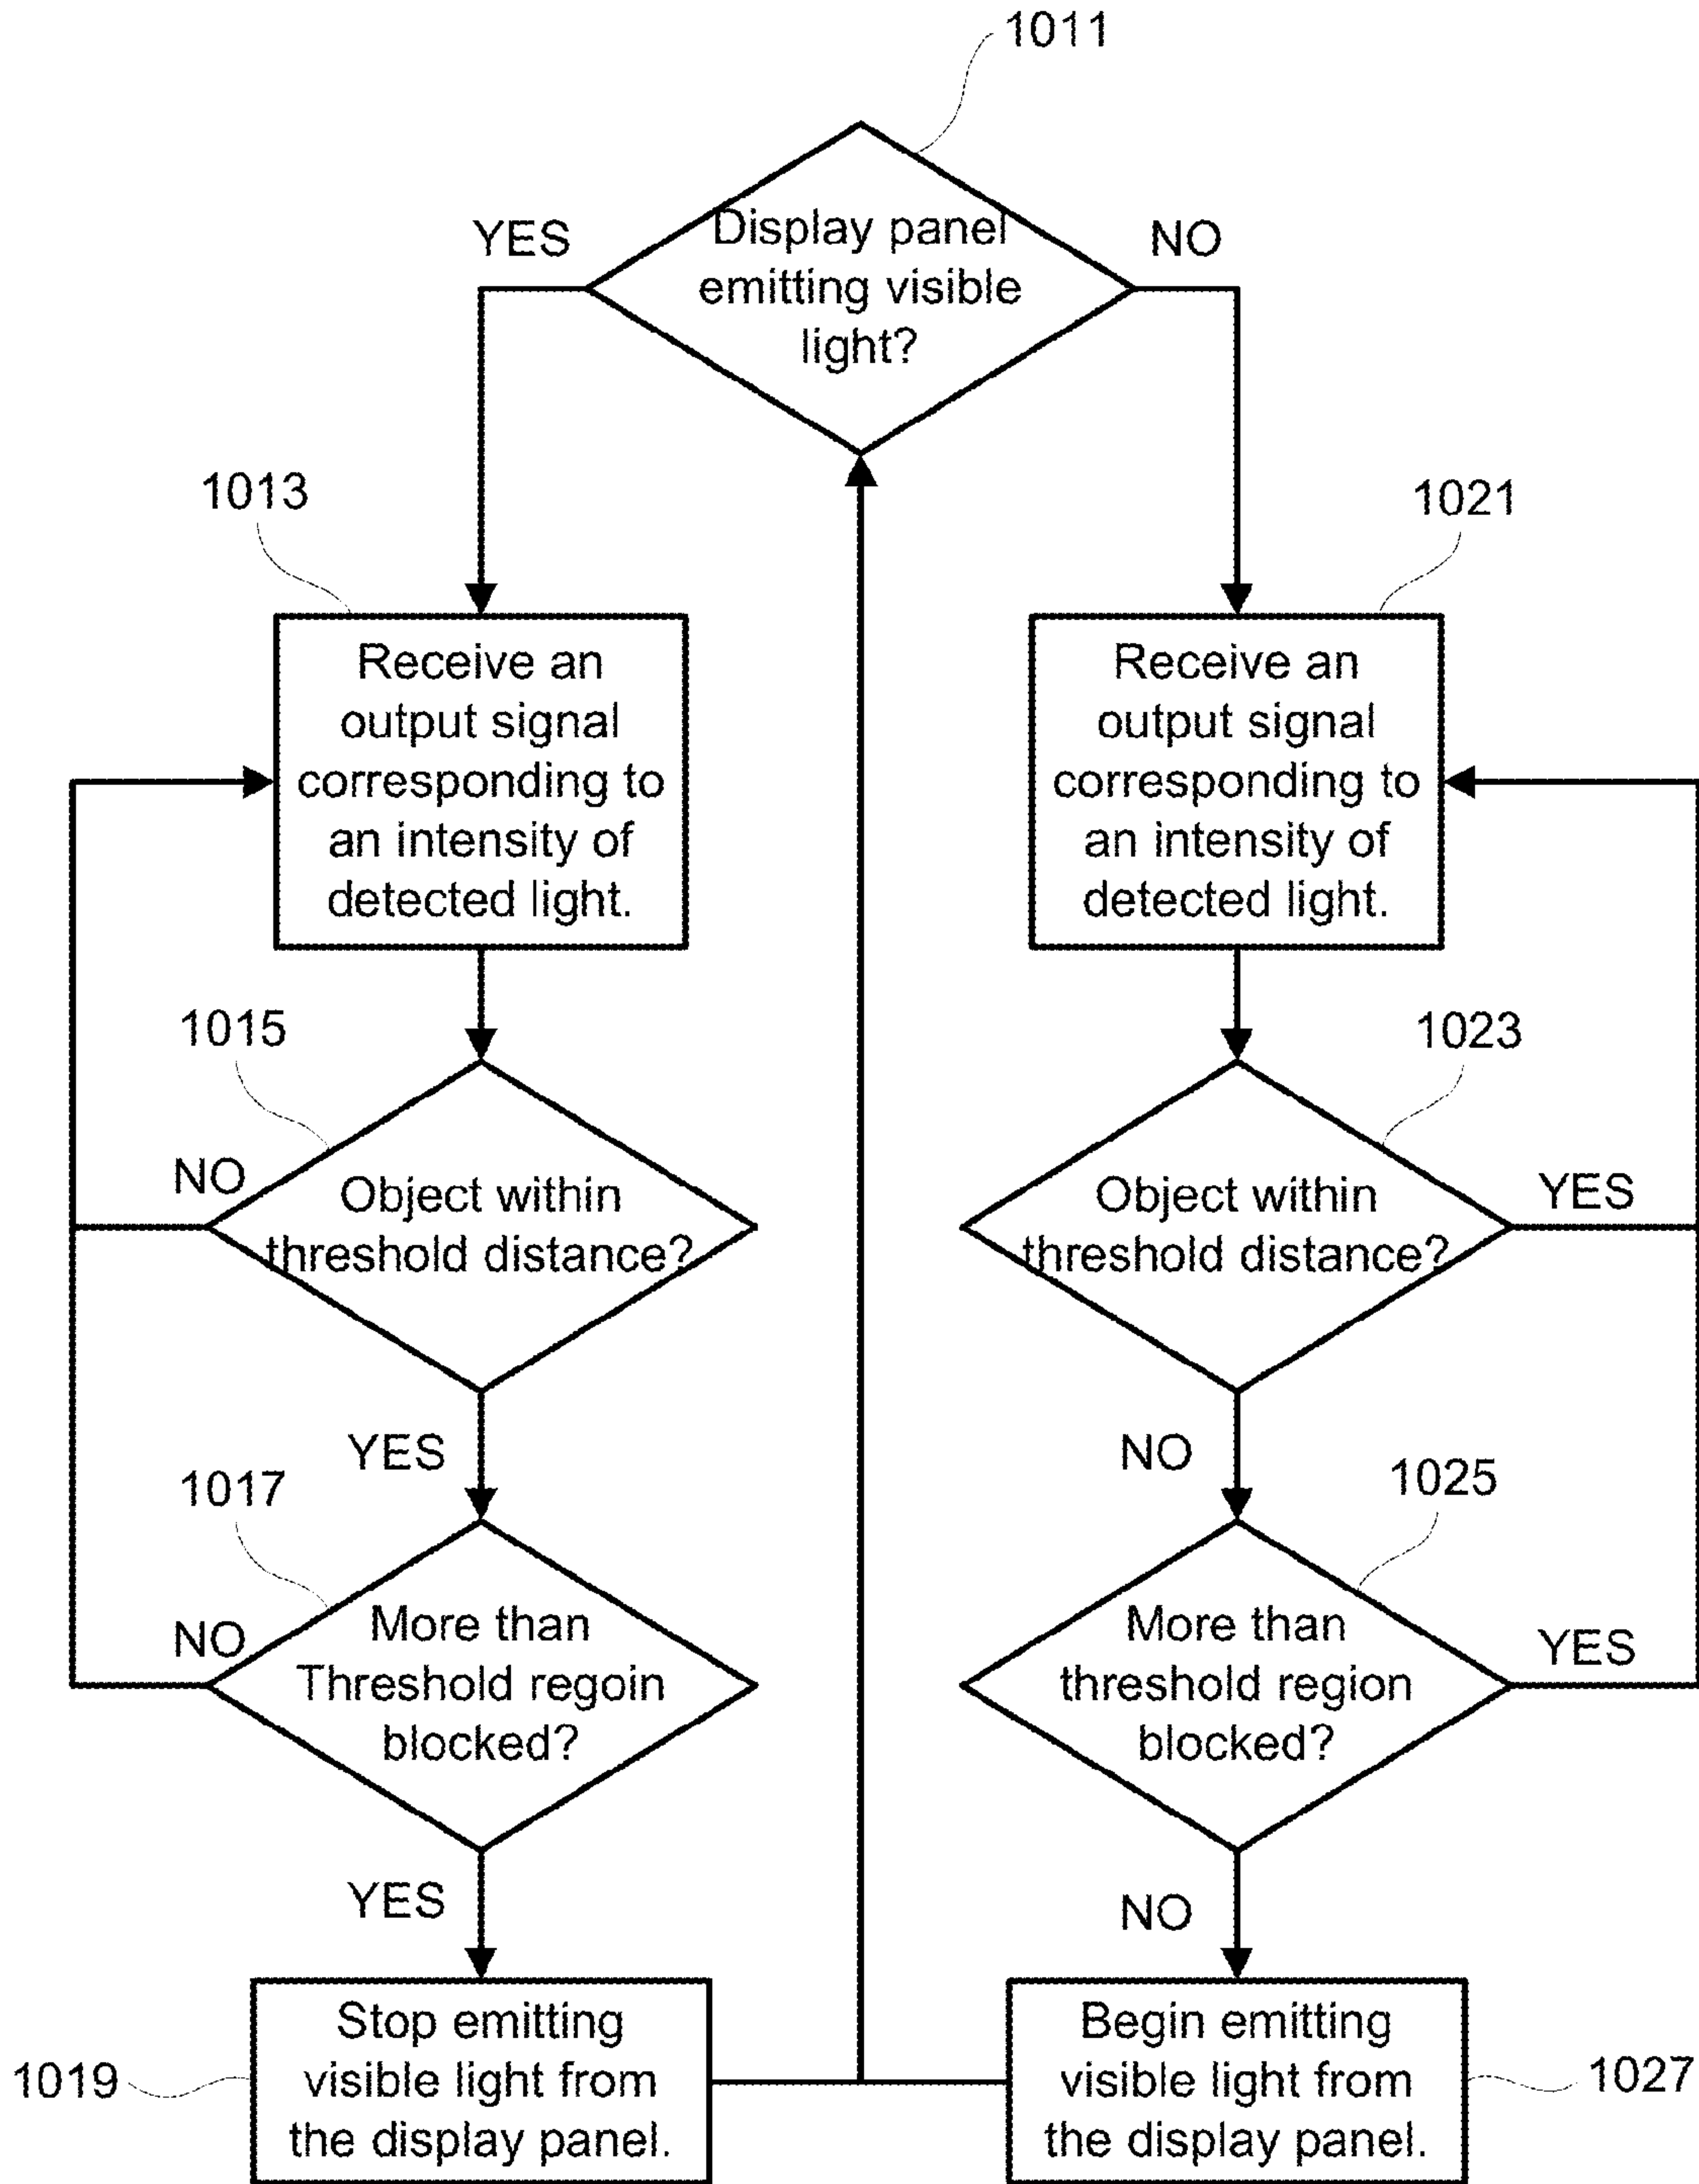 1011
YES
Display panel
emitting visible
light?
NO
1013
Receive an
output signal
corresponding to
an intensity of
detected light.
1021
Receive an
output signal
corresponding to
an intensity of
detected light.
1015
NO
Object within
threshold distance?
YES
1023
Object within
threshold distance?
YES
NO
1017
NO
More than
Threshold regoin
blocked?
YES
1025
More than
threshold region
blocked?
YES
NO
1019
Stop emitting
visible light from
the display panel.
Begin emitting
visible light from
the display panel.
1027